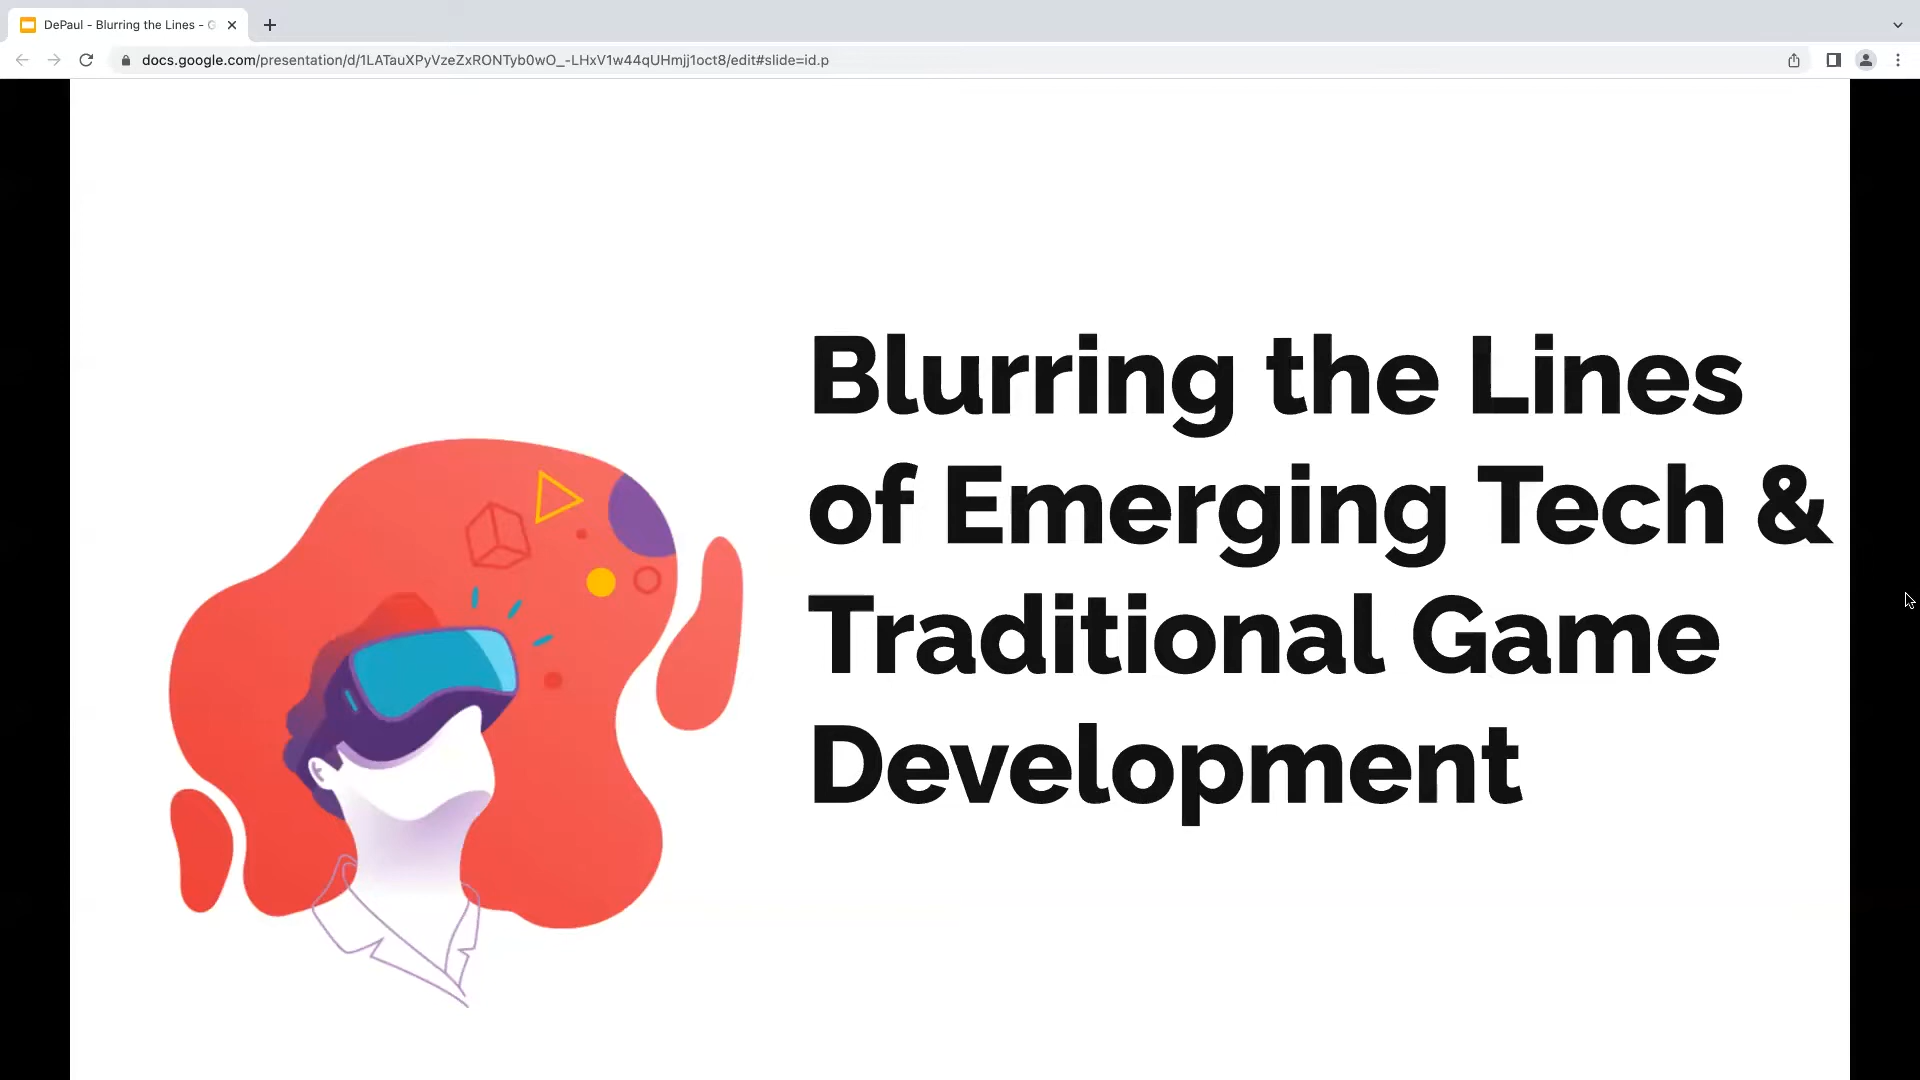 DePaul - Blurring the Lines - G
docs.google.com/presentation/d/1LATauXPyVzeZxRONTyb0wO_-LHxV1w44qUHmjj1oct8/edit#slide=id.p
Blurring the Lines
of Emerging Tech &
Traditional Game
Development